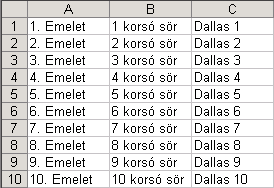 A B C
1 1. Emelet 1 korsó sör Dallas 1
2 2. Emelet 2 korsó sör Dallas 2
3 3. Emelet 3 korsó sör Dallas 3
4 4. Emelet 4 korsó sör Dallas 4
5 5. Emelet 5 korsó sör Dallas 5
6 6. Emelet 6 korsó sör Dallas 6
7 7. Emelet 7 korsó sör Dallas 7
8 8. Emelet 8 korsó sör Dallas 8
9 9. Emelet 9 korsó sör Dallas 9
10 10. Emelet 10 korsó sör Dallas 10